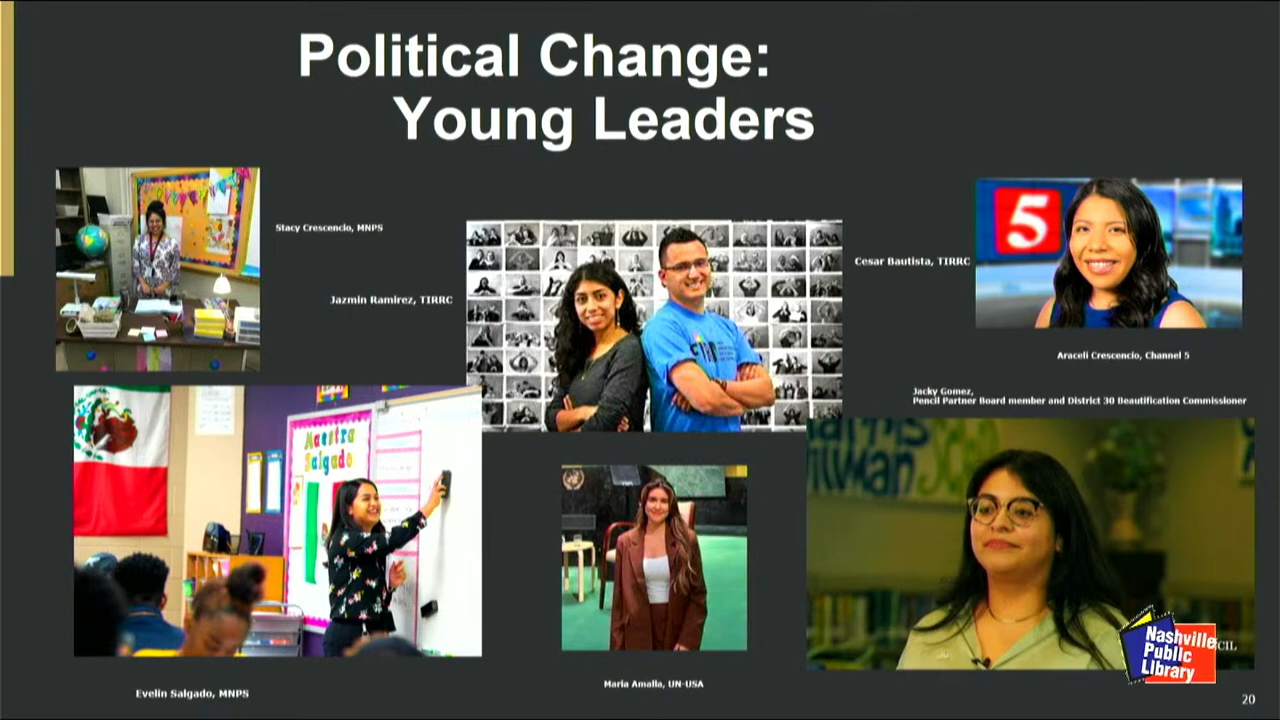 Political Change:
Young Leaders
Stacy Crescencio, MNPS
Jazmin Ramirez, TIRRC
Cesar Bautista, TIRRC
5
Araceli Crescencio, Channel 5
Jacky Gomez,
Pencil Partner Board member and District 30 Beautification Commissioner
Maestra
Salgado
Evelin Salgado, MNPS
Maria Amalla, UN-USA
Nashville
Public
Library
20